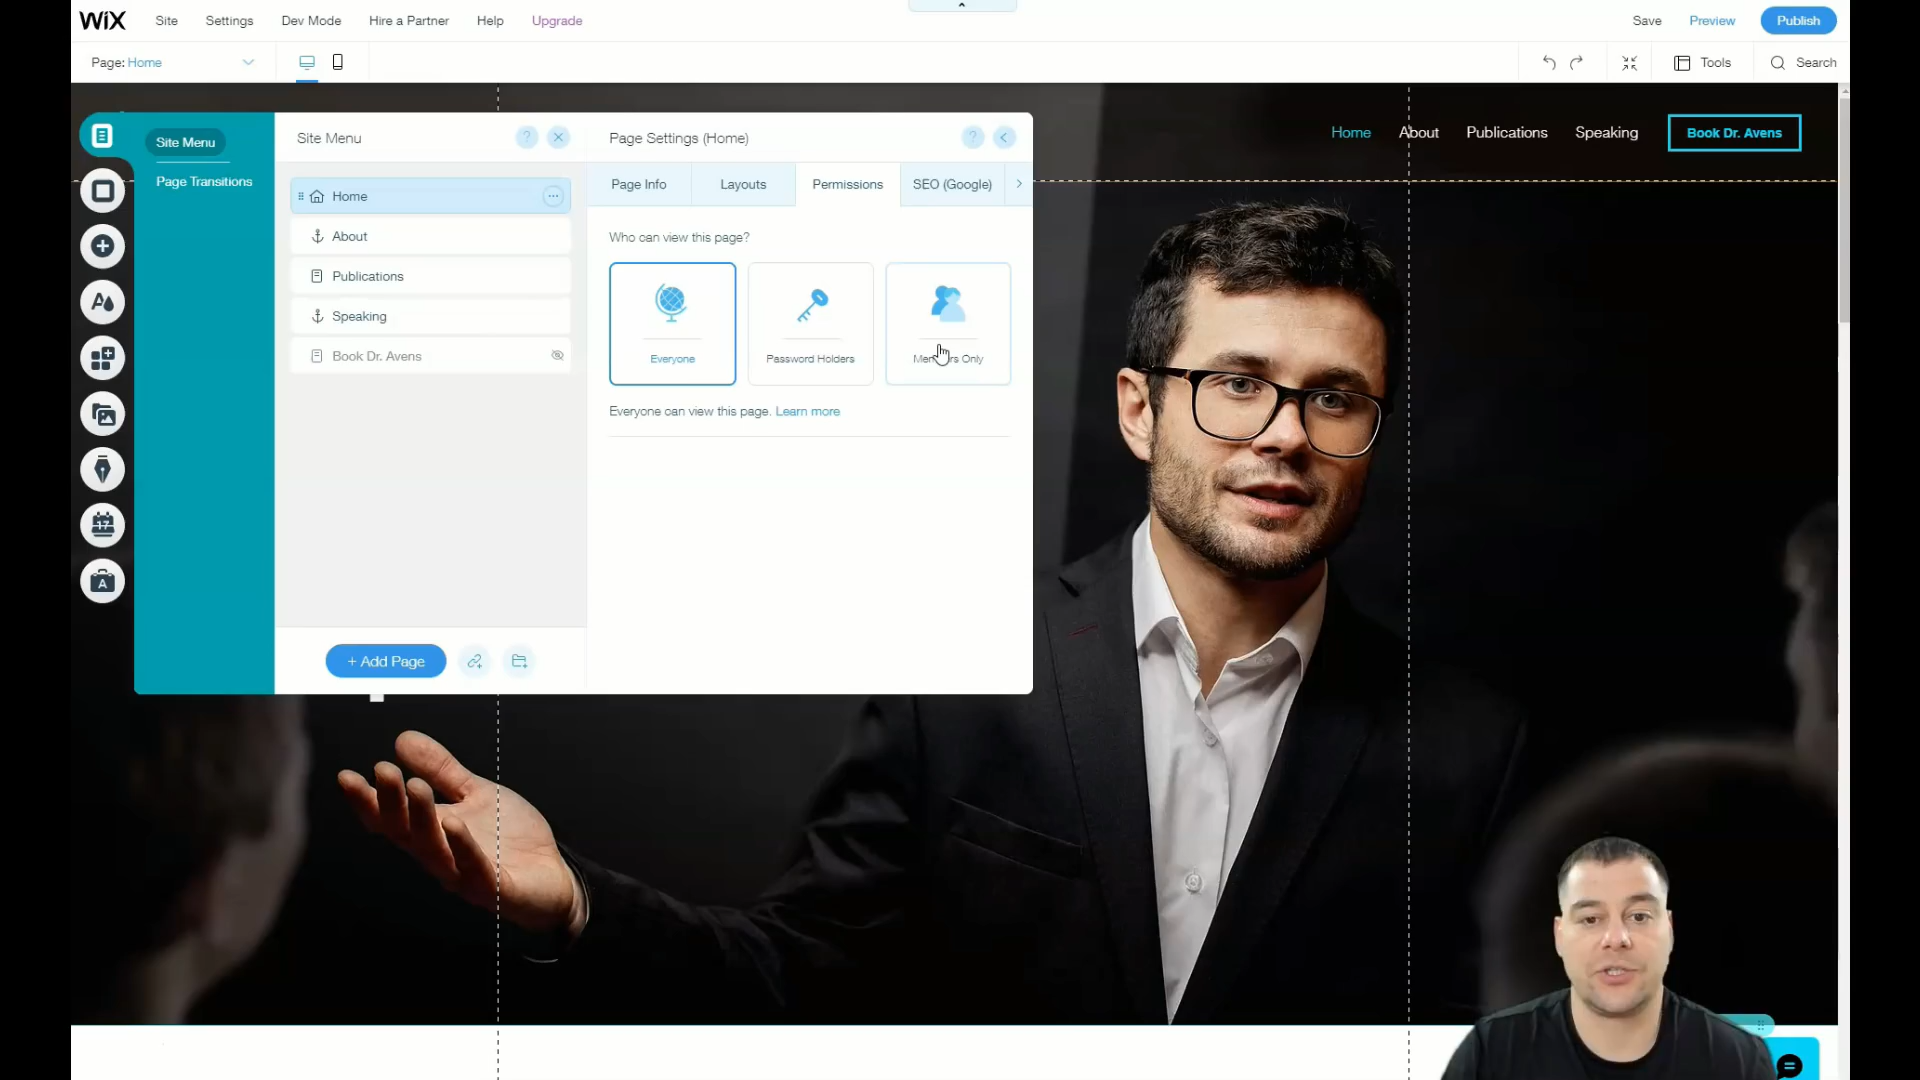 WiX
Site
Settings
Dev Mode
Hire a Partner
Help
Upgrade
Save
Preview
Publish
Page: Home
Tools
Search
Site Menu
Page Transitions
Site Menu
?
Home
About
Publications
Speaking
Book Dr. Avens
+ Add Page
Page Settings (Home)
?
Page Info
Layouts
Permissions
SEO (Google)
Who can view this page?
Everyone
Password Holders
Members Only
Everyone can view this page. Learn more
Home
About
Publications
Speaking
Book Dr. Avens
17
A
A